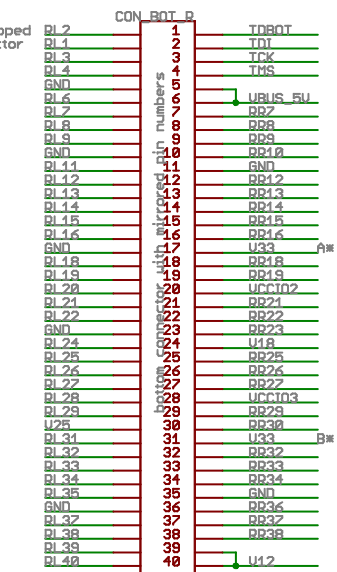 CON_BOT_R
pped RL2 1 TDBOT
ctor RL1 2 TDI
RL3 3 TCK
RL4 4 TMS
GND 5
RL6 6 VBUS_5V
RL7 7 RR7
RL8 8 RR8
RL9 9 RR9
GND 10 RR10
RL11 11 GND
RL12 12 RR12
RL13 13 RR13
RL14 14 RR14
RL15 15 RR15
RL16 16 RR16
GND 17 V33 A*
RL18 18 RR18
RL19 19 RR19
RL20 20 VCCIO2
RL21 21 RR21
RL22 22 RR22
GND 23 RR23
RL24 24 V18
RL25 25 RR25
RL26 26 RR26
RL27 27 RR27
RL28 28 VCCIO3
RL29 29 RR29
V25 30 RR30
RL31 31 V33 B*
RL32 32 RR32
RL33 33 RR33
RL34 34 RR34
RL35 35 GND
GND 36 RR36
RL37 37 RR37
RL38 38 RR38
RL39 39
RL40 40 V12
bottom connector with mirrored pin numbers